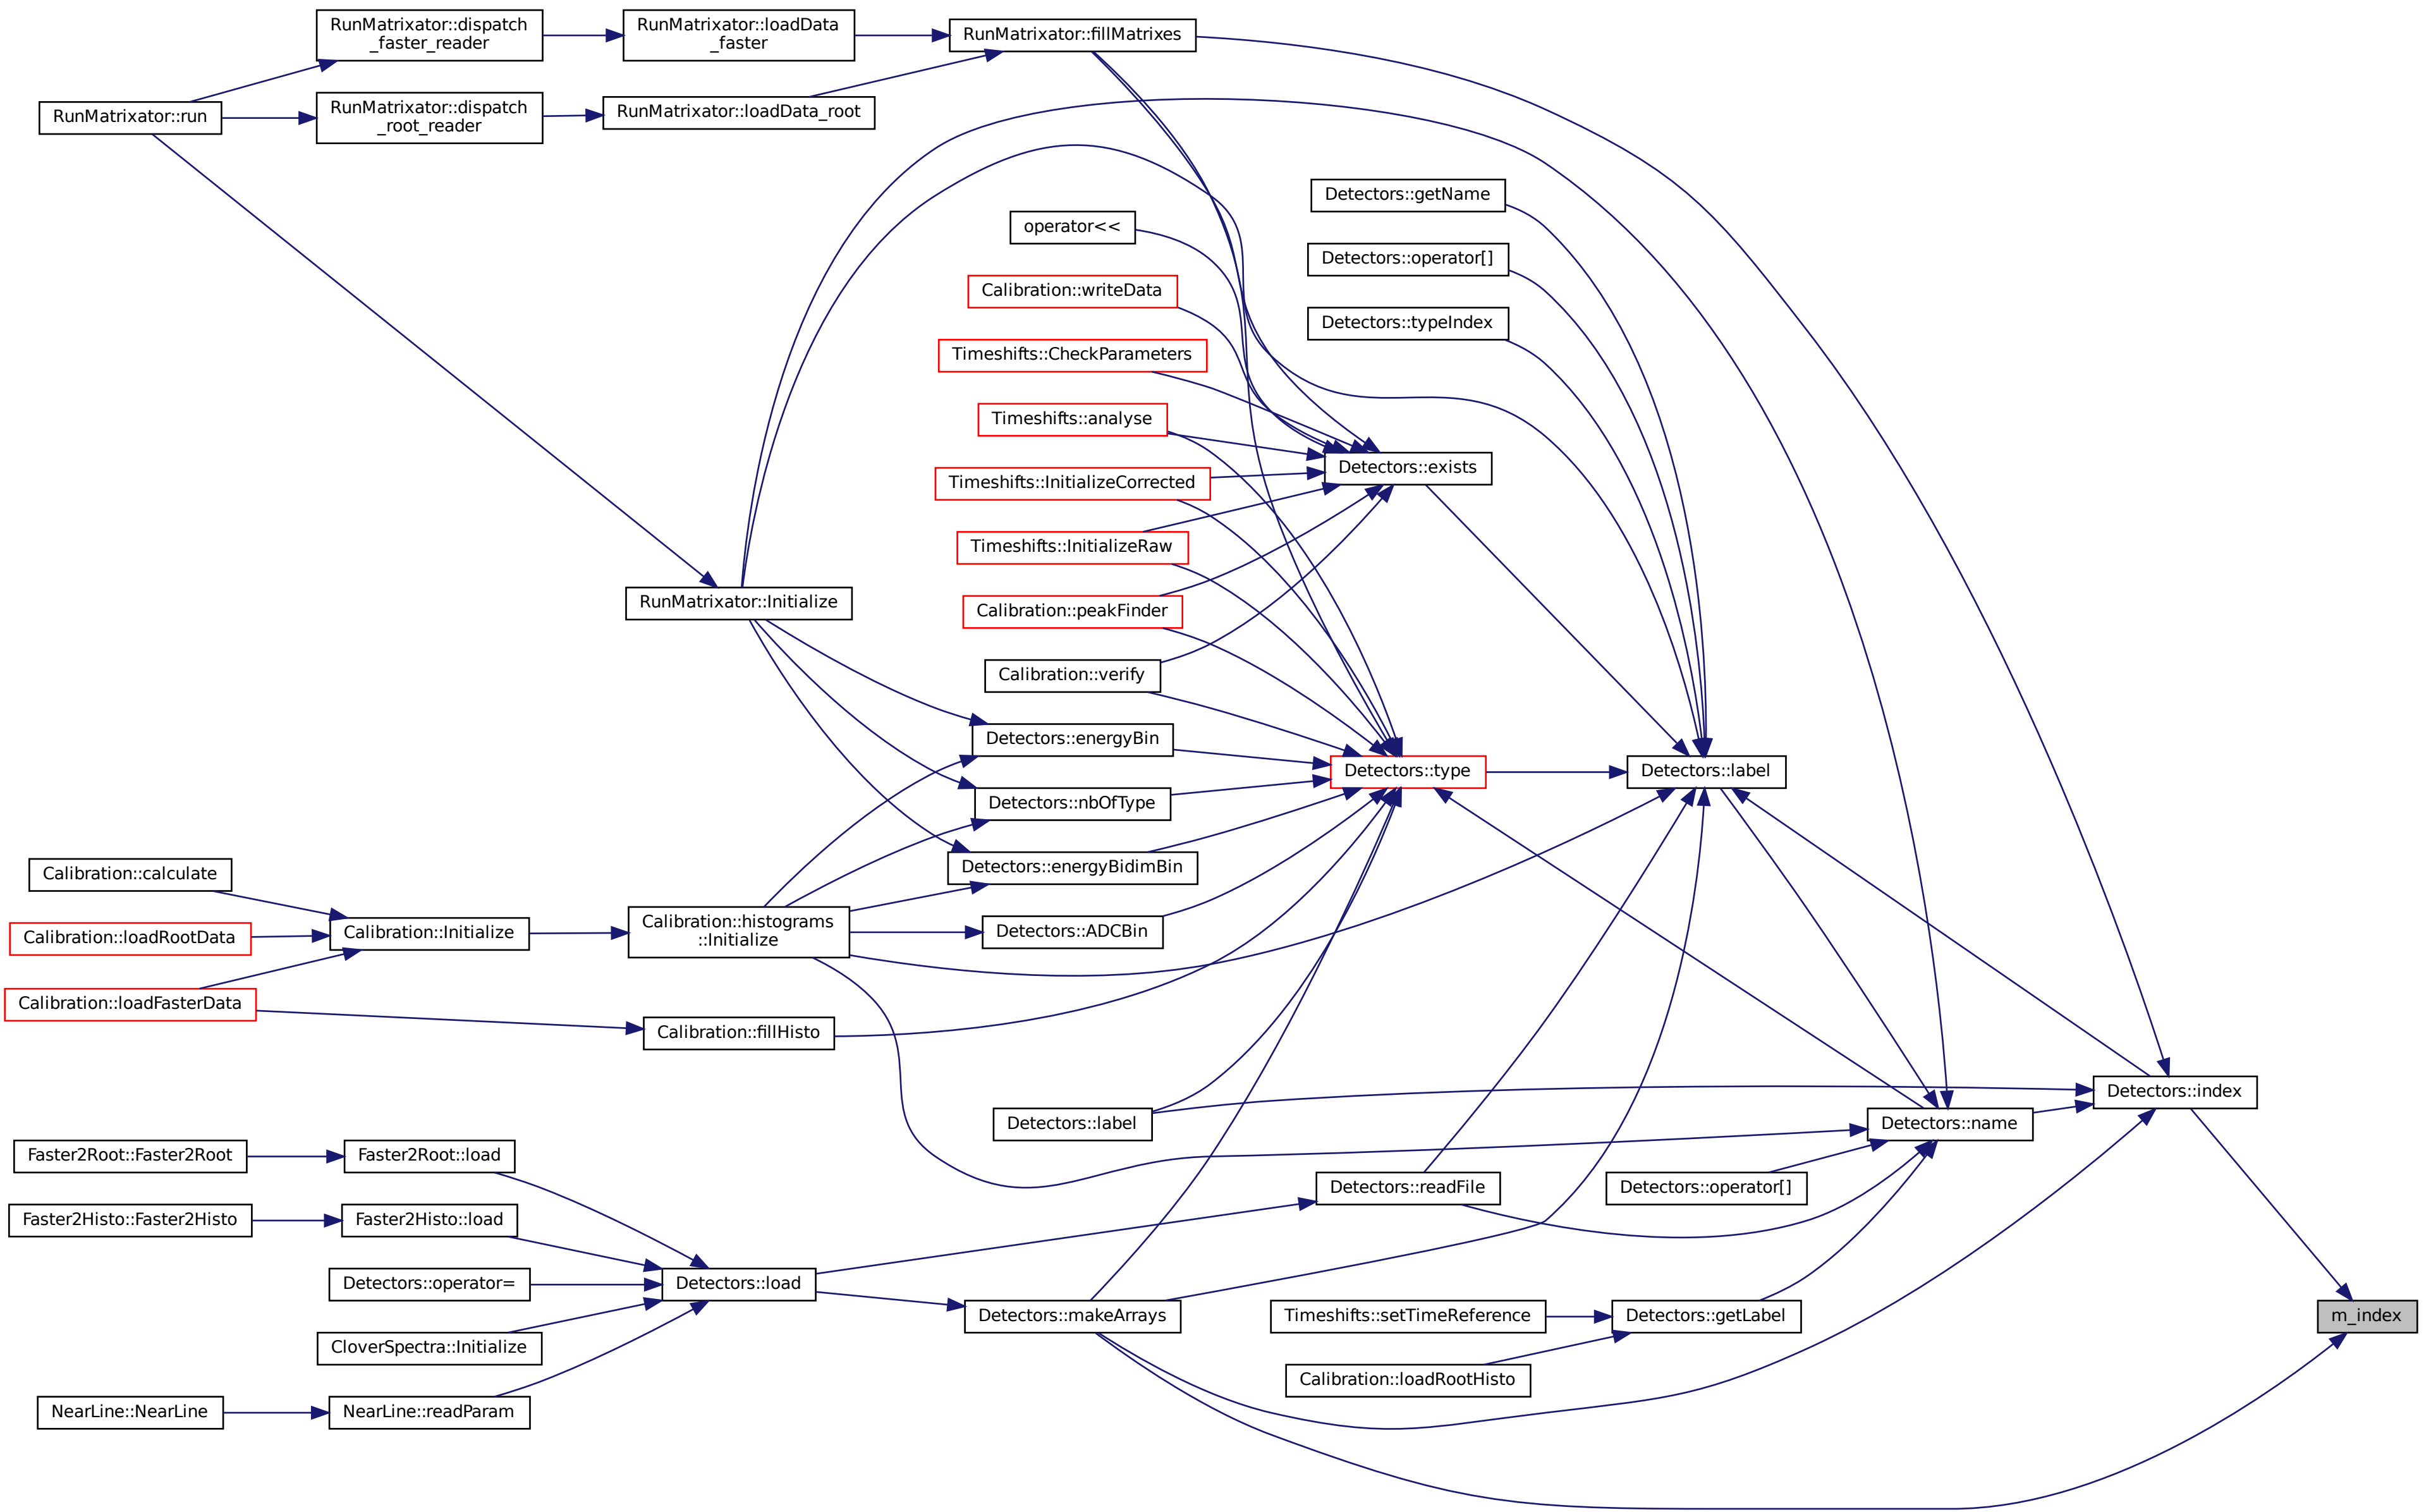 RunMatrixator::dispatch
_faster_reader
RunMatrixator::loadData
_faster
RunMatrixator::fillMatrixes
RunMatrixator::run
RunMatrixator::dispatch
_root_reader
RunMatrixator::loadData_root
Detectors::getName
operator<<
Detectors::operator[]
Calibration::writeData
Detectors::typeIndex
Timeshifts::CheckParameters
Timeshifts::analyse
Detectors::exists
Timeshifts::InitializeCorrected
Timeshifts::InitializeRaw
RunMatrixator::Initialize
Calibration::peakFinder
Calibration::verify
Detectors::energyBin
Detectors::type
Detectors::label
Detectors::nbOfType
Detectors::energyBidimBin
Calibration::calculate
Calibration::loadRootData
Calibration::Initialize
Calibration::histograms
::Initialize
Detectors::ADCBin
Calibration::loadFasterData
Calibration::fillHisto
Detectors::index
Detectors::label
Detectors::name
Faster2Root::Faster2Root
Faster2Root::load
Detectors::readFile
Detectors::operator[]
Faster2Histo::Faster2Histo
Faster2Histo::load
Detectors::operator=
Detectors::load
Detectors::makeArrays
Timeshifts::setTimeReference
Detectors::getLabel
m_index
CloverSpectra::Initialize
Calibration::loadRootHisto
NearLine::NearLine
NearLine::readParam